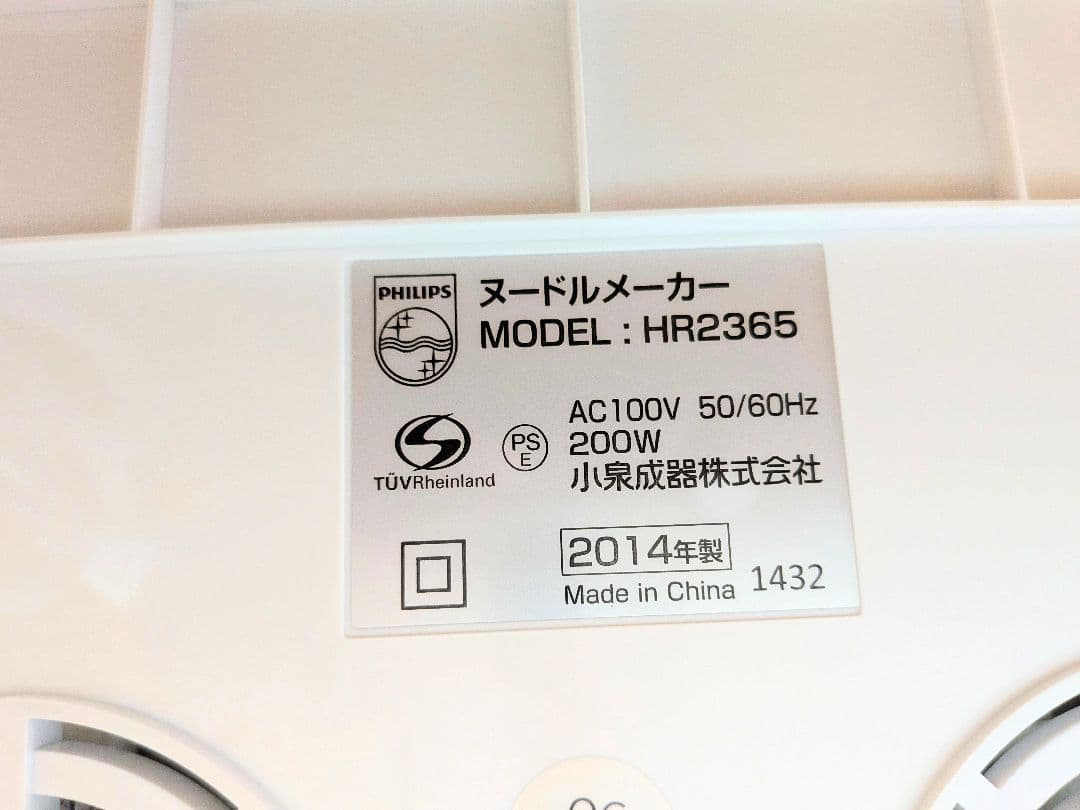 PHILIPS
ヌードルメーカー
MODEL : HR2365
AC100V 50/60Hz
200W
小泉成器株式会社
TÜVRheinland
PS
E
2014年製
Made in China 1432